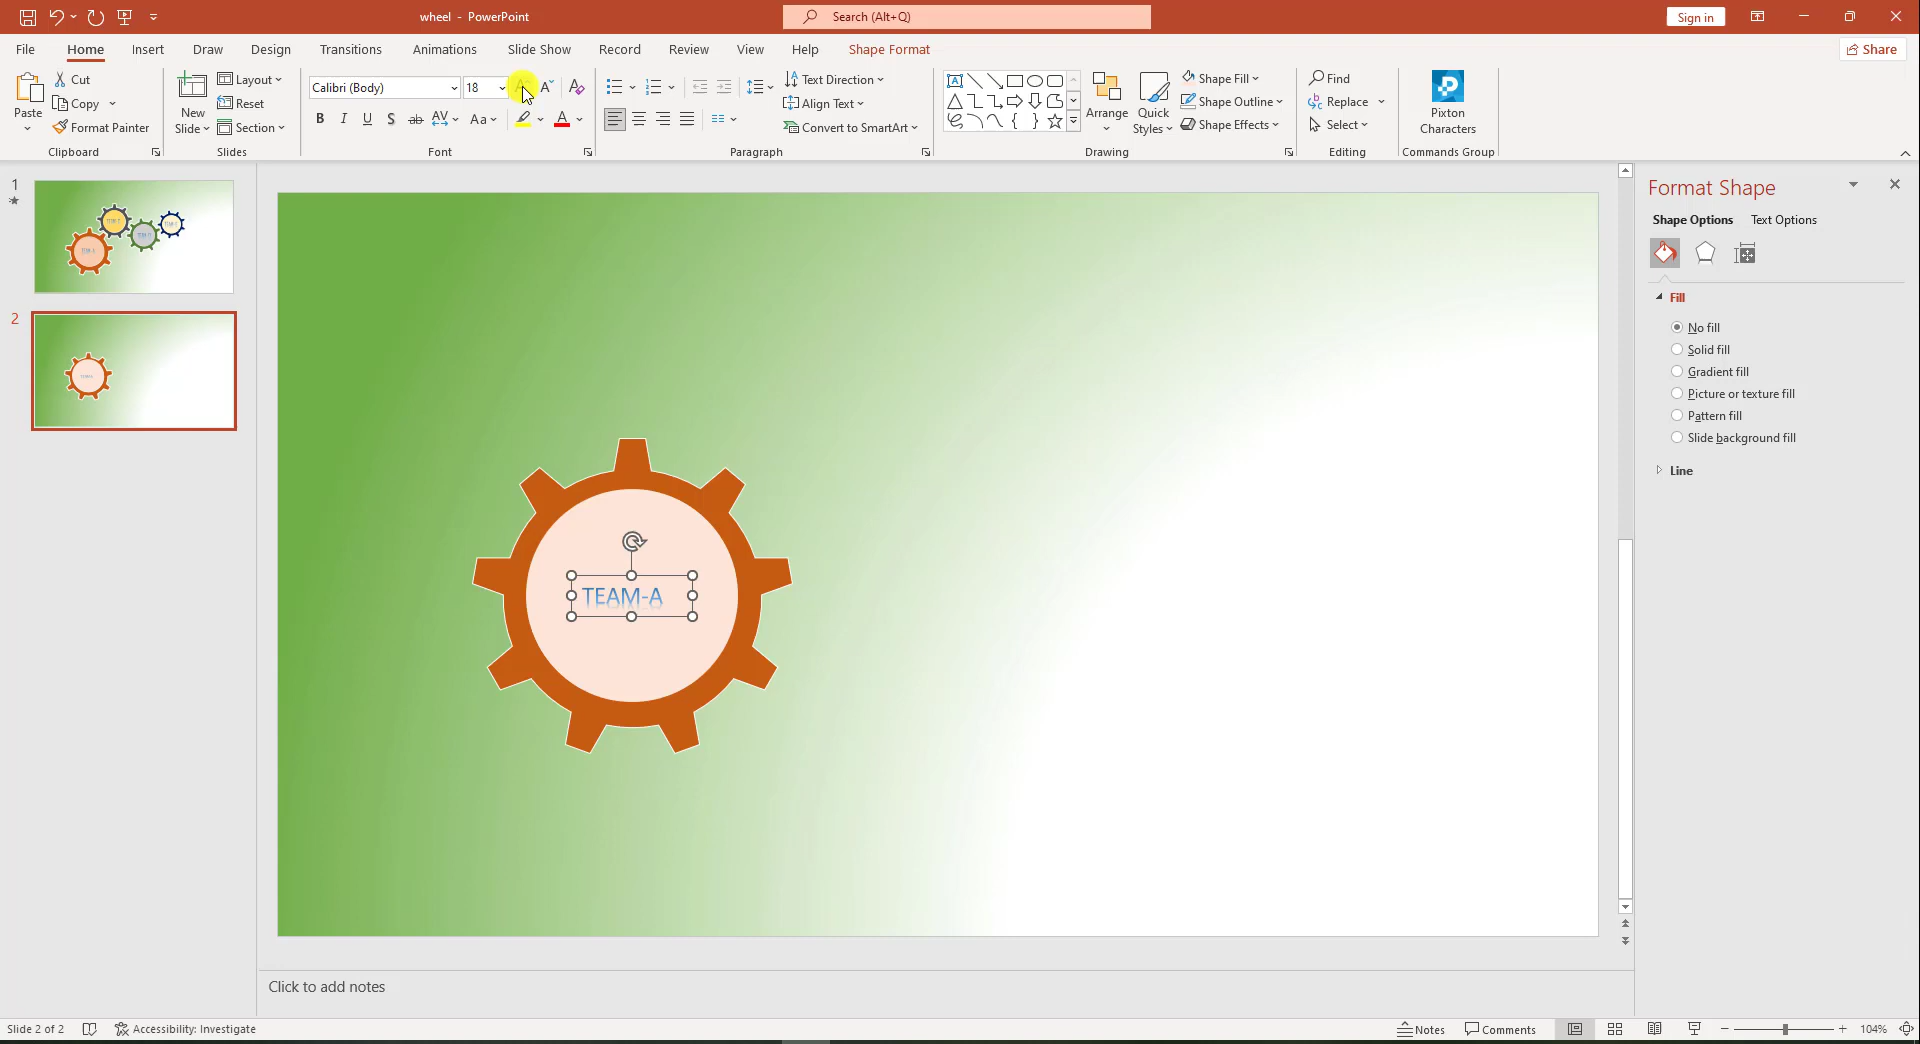 wheel - PowerPoint
Search (Alt+Q)
Sign in
File Home Insert Draw Design Transitions Animations Slide Show Record Review View Help Shape Format
Share
Paste
Cut
Copy
Format Painter
Clipboard
New
Slide
Layout
Reset
Section
Slides
Calibri (Body)
18
B I U S ab AV Aa A
Font
Paragraph
Text Direction
Align Text
Convert to SmartArt
Arrange
Quick
Styles
Shape Fill
Shape Outline
Shape Effects
Drawing
Find
Replace
Select
Editing
Pixton
Characters
Commands Group
1
2
TEAM-A
Format Shape
Shape Options Text Options
Fill
No fill
Solid fill
Gradient fill
Picture or texture fill
Pattern fill
Slide background fill
Line
Click to add notes
Slide 2 of 2
Accessibility: Investigate
Notes
Comments
104%